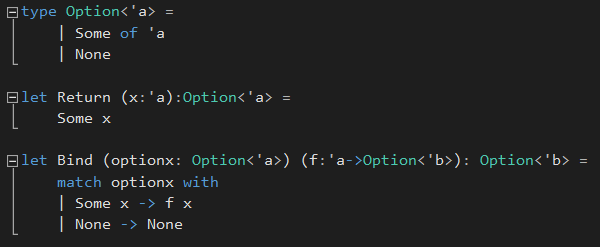 type Option<'a> =
    | Some of 'a
    | None
let Return (x:'a):Option<'a> =
    Some x
let Bind (optionx: Option<'a>) (f:'a->Option<'b>): Option<'b> =
    match optionx with
    | Some x -> f x
    | None -> None